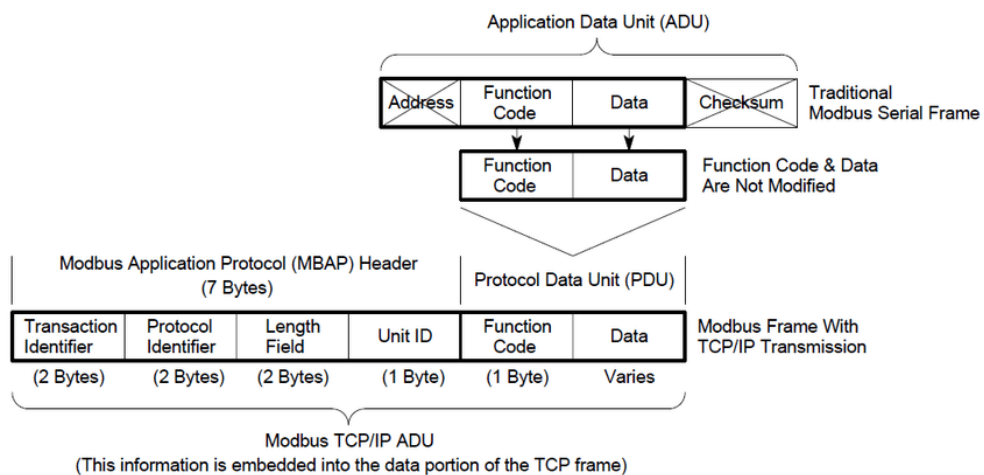 Application Data Unit (ADU)
Address
Function
Code
Data
Checksum
Traditional
Modbus Serial Frame
Function
Code
Data
Function Code & Data
Are Not Modified
Modbus Application Protocol (MBAP) Header
(7 Bytes)
Protocol Data Unit (PDU)
Transaction
Identifier
Protocol
Identifier
Length
Field
Unit ID
Function
Code
Data
Modbus Frame With
TCP/IP Transmission
(2 Bytes)
(2 Bytes)
(2 Bytes)
(1 Byte)
(1 Byte)
Varies
Modbus TCP/IP ADU
(This information is embedded into the data portion of the TCP frame)